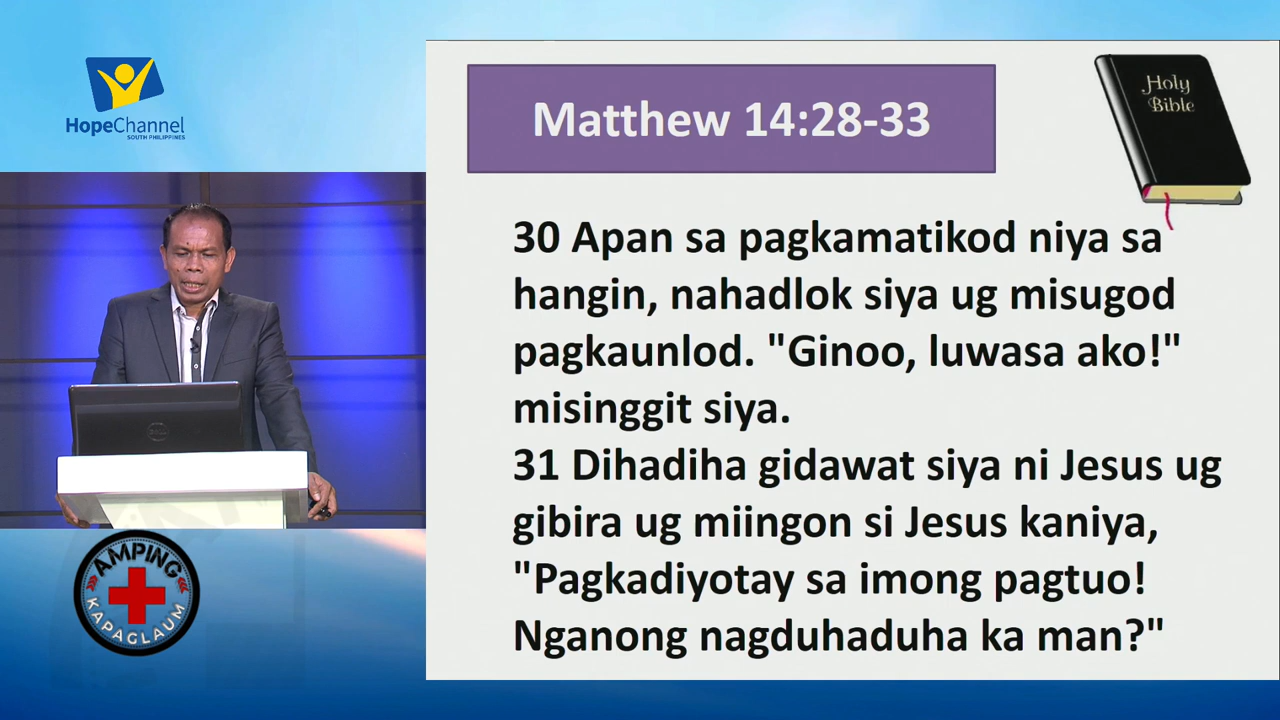 HopeChannel
SOUTH PHILIPPINES
Matthew 14:28-33
Holy
Bible
30 Apan sa pagkamatikod niya sa
hangin, nahadlok siya ug misugod
pagkaunlod. "Ginoo, luwasa ako!"
misinggit siya.
31 Dihadiha gidawat siya ni Jesus ug
gibira ug miingon si Jesus kaniya,
"Pagkadiyotay sa imong pagtuo!
Nganong nagduhaduha ka man?"
DELL
AMPING
KAPAGLAUM